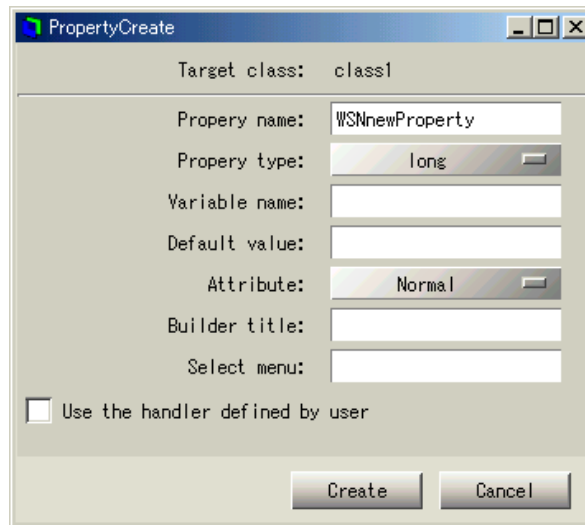 PropertyCreate
Target class: class1
Propery name: WSNnewProperty
Propery type: long
Variable name:
Default value:
Attribute: Normal
Builder title:
Select menu:
Use the handler defined by user
Create Cancel